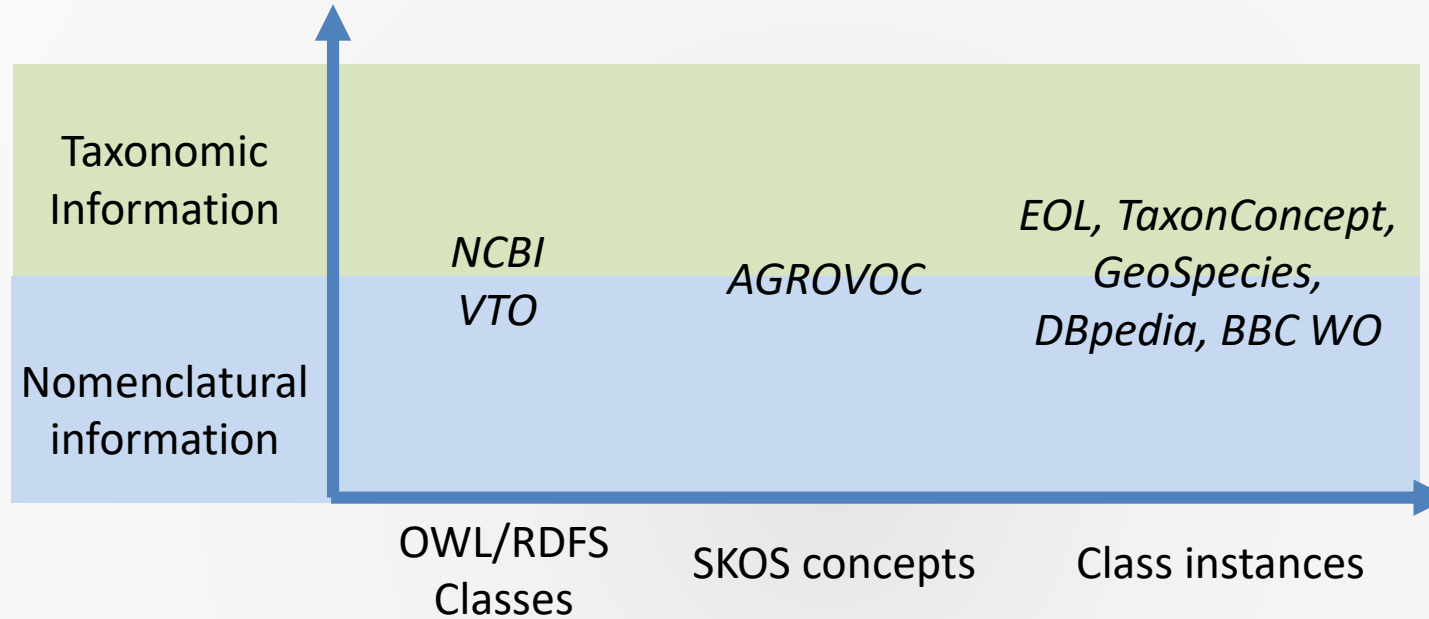 Taxonomic
Information
NCBI
VTO
AGROVOC
EOL, TaxonConcept,
GeoSpecies,
DBpedia, BBC WO
Nomenclatural
information
OWL/RDFS
Classes
SKOS concepts
Class instances